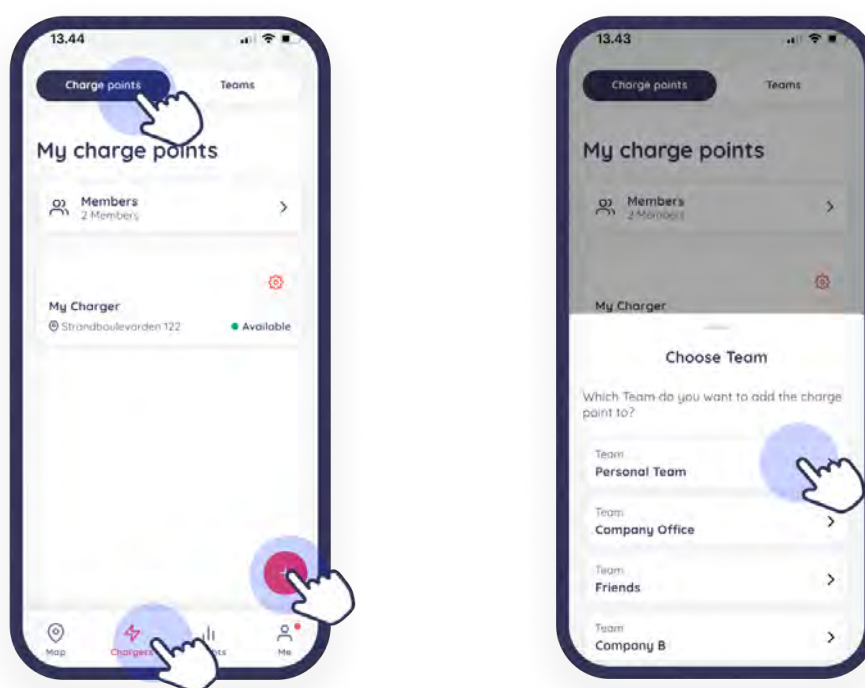 13.44
Charge points
Teams
My charge points
Members
2 Members
My Charger
Strandboulevarden 122
Available
Map
Chargers
Me
13.43
Charge points
Teams
My charge points
Members
2 Members
My Charger
Choose Team
Which Team do you want to add the charge
point to?
Team
Personal Team
Team
Company Office
Team
Friends
Team
Company B